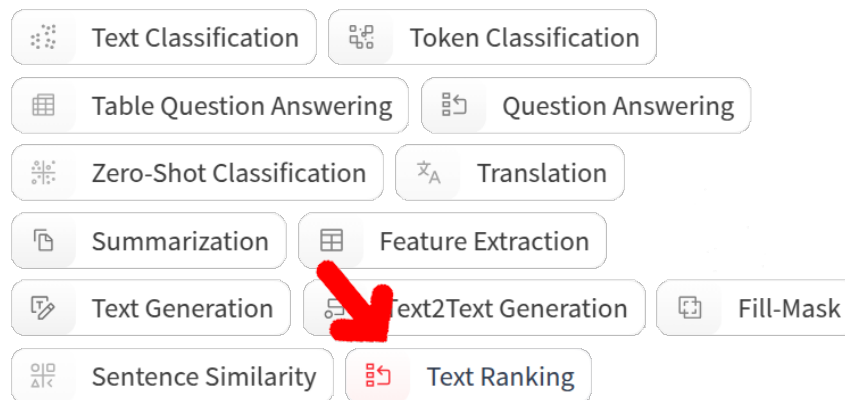 Text Classification Token Classification
Table Question Answering Question Answering
Zero-Shot Classification Translation
Summarization Feature Extraction
Text Generation Text2Text Generation Fill-Mask
Sentence Similarity Text Ranking